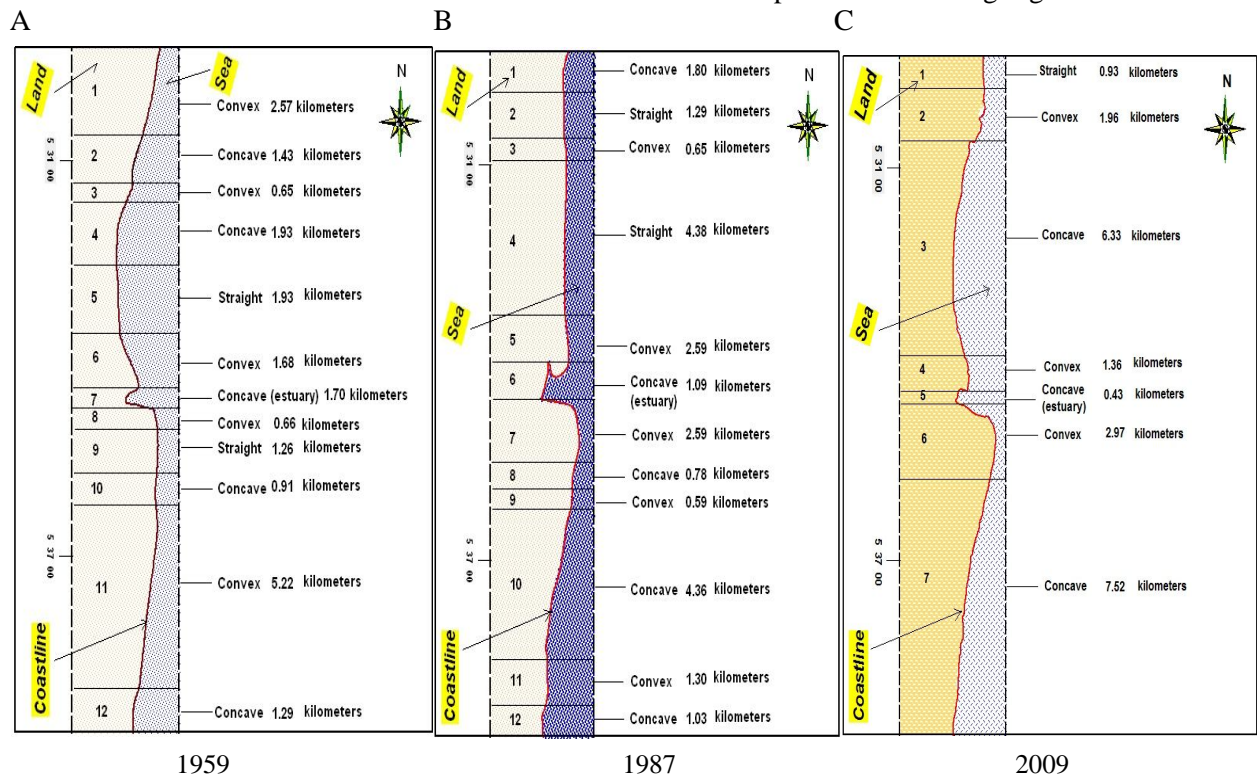 A
Land
Sea
N
5 31 00
1
Convex 2.57 kilometers
2
Concave 1.43 kilometers
3
Convex 0.65 kilometers
4
Concave 1.93 kilometers
5
Straight 1.93 kilometers
6
Convex 1.68 kilometers
7
Concave (estuary) 1.70 kilometers
8
Convex 0.66 kilometers
9
Straight 1.26 kilometers
10
Concave 0.91 kilometers
5 37 00
11
Convex 5.22 kilometers
Coastline
12
Concave 1.29 kilometers
1959
B
Land
N
5 31 00
1
Concave 1.80 kilometers
2
Straight 1.29 kilometers
3
Convex 0.65 kilometers
4
Straight 4.38 kilometers
Sea
5
Convex 2.59 kilometers
6
Concave 1.09 kilometers
(estuary)
7
Convex 2.59 kilometers
8
Concave 0.78 kilometers
9
Convex 0.59 kilometers
5 37 00
10
Concave 4.36 kilometers
Coastline
11
Convex 1.30 kilometers
12
Concave 1.03 kilometers
1987
C
Land
N
5 31 00
1
Straight 0.93 kilometers
2
Convex 1.96 kilometers
3
Concave 6.33 kilometers
Sea
4
Convex 1.36 kilometers
5
Concave 0.43 kilometers
(estuary)
6
Convex 2.97 kilometers
5 37 00
7
Concave 7.52 kilometers
Coastline
2009